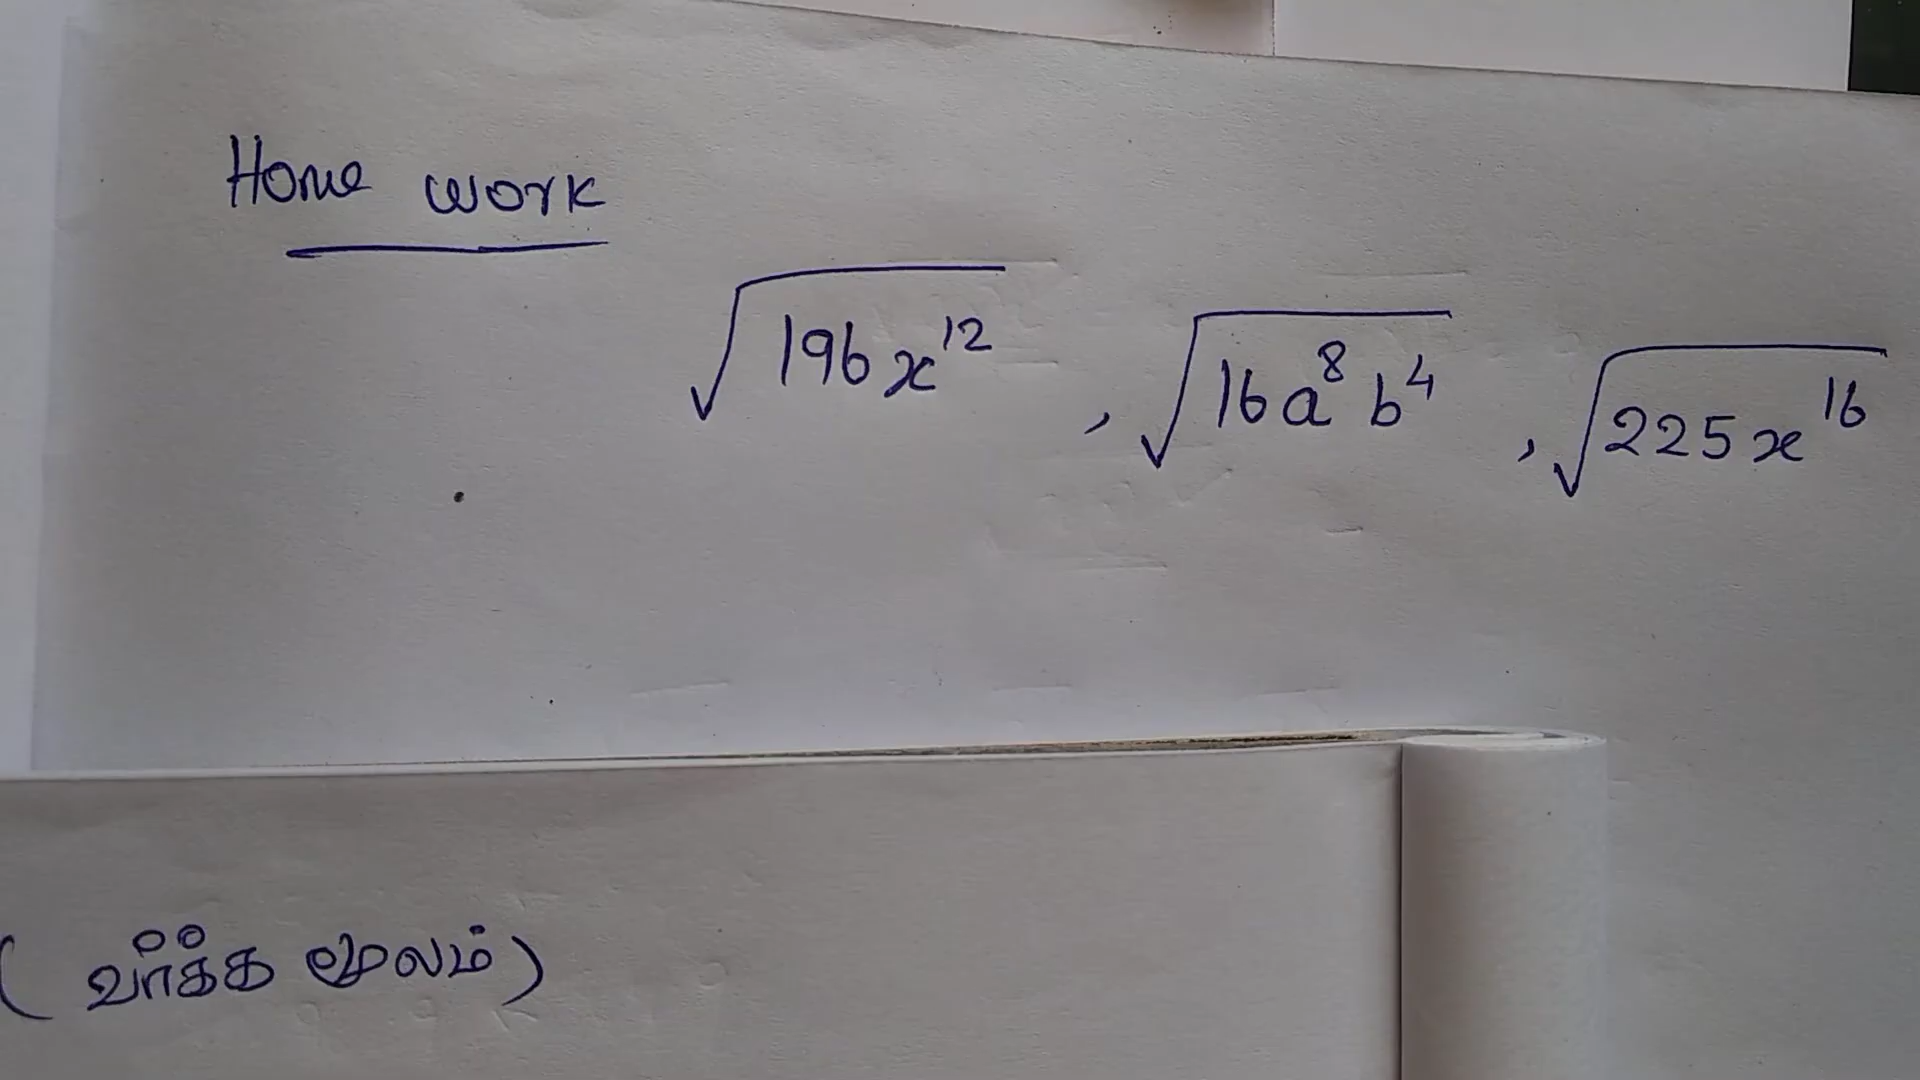 Home work
√196x¹² , √16a⁸b⁴ , √225x¹⁶
( வர்க்க மூலம் )